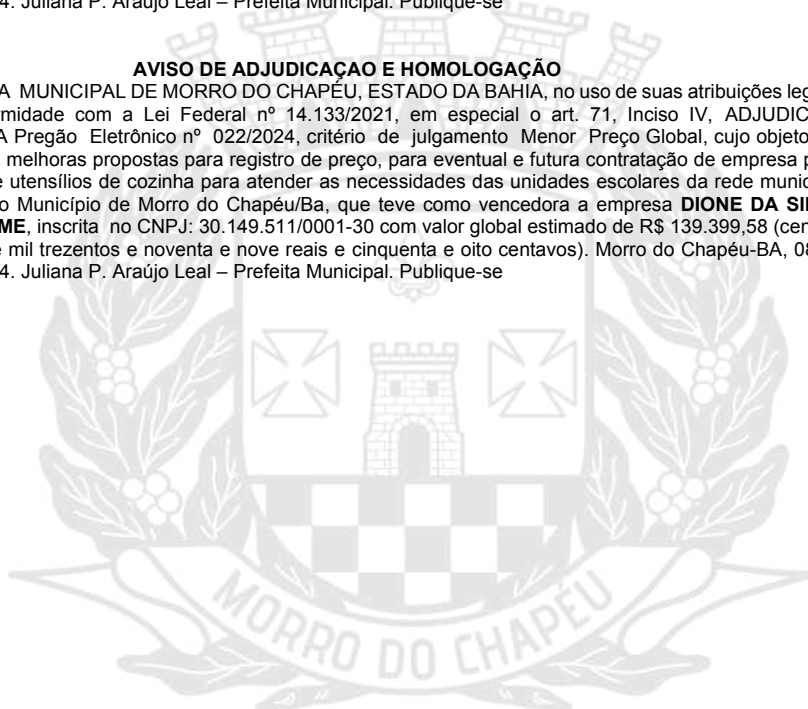 4. Juliana P. Araújo Leal – Prefeita Municipal. Publique-se
AVISO DE ADJUDICAÇAO E HOMOLOGAÇÃO
A MUNICIPAL DE MORRO DO CHAPÉU, ESTADO DA BAHIA, no uso de suas atribuições leg
rmidade com a Lei Federal nº 14.133/2021, em especial o art. 71, Inciso IV, ADJUDIC
A Pregão Eletrônico nº 022/2024, critério de julgamento Menor Preço Global, cujo objeto
melhoras propostas para registro de preço, para eventual e futura contratação de empresa p
e utensílios de cozinha para atender as necessidades das unidades escolares da rede munic
o Município de Morro do Chapéu/Ba, que teve como vencedora a empresa DIONE DA SIL
ME, inscrita no CNPJ: 30.149.511/0001-30 com valor global estimado de R$ 139.399,58 (cen
e mil trezentos e noventa e nove reais e cinquenta e oito centavos). Morro do Chapéu-BA, 08
4. Juliana P. Araújo Leal – Prefeita Municipal. Publique-se
MORRO DO CHAPÉU